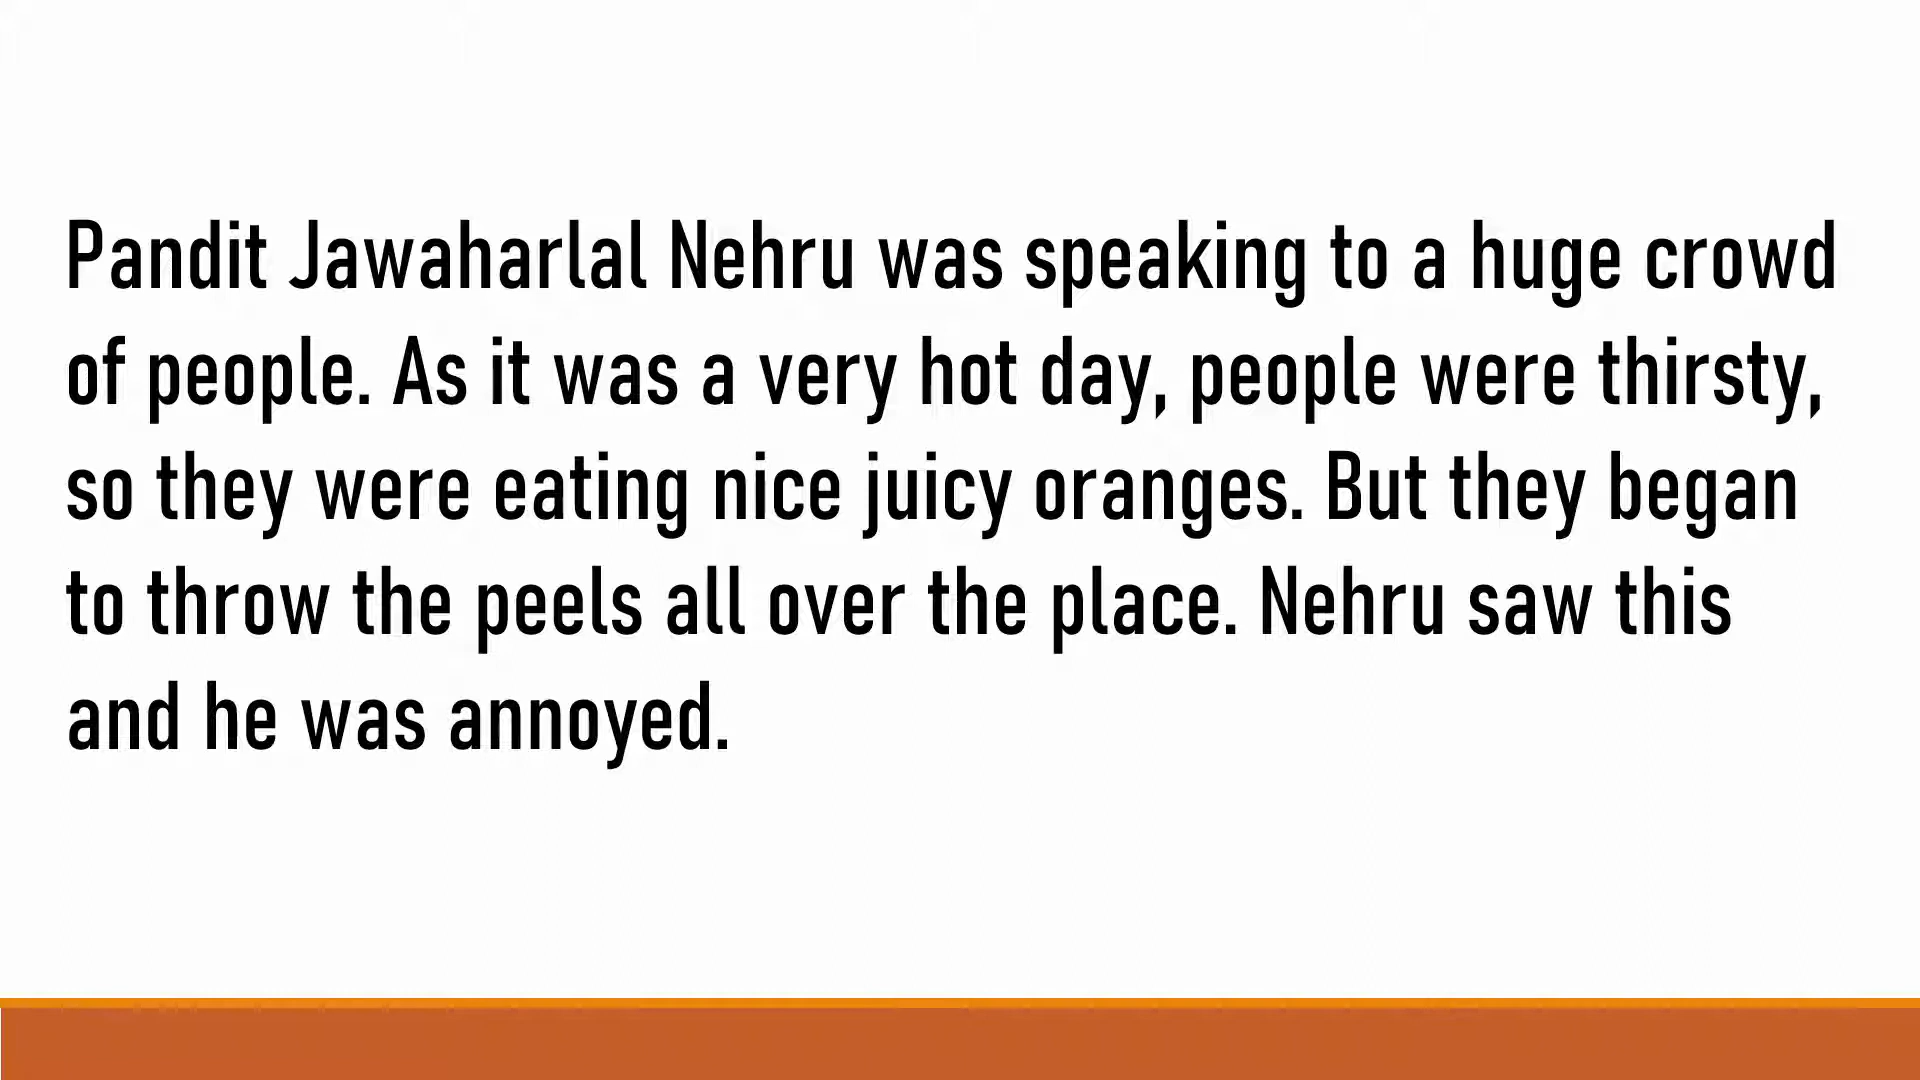 Pandit Jawaharlal Nehru was speaking to a huge crowd
of people. As it was a very hot day, people were thirsty,
so they were eating nice juicy oranges. But they began
to throw the peels all over the place. Nehru saw this
and he was annoyed.